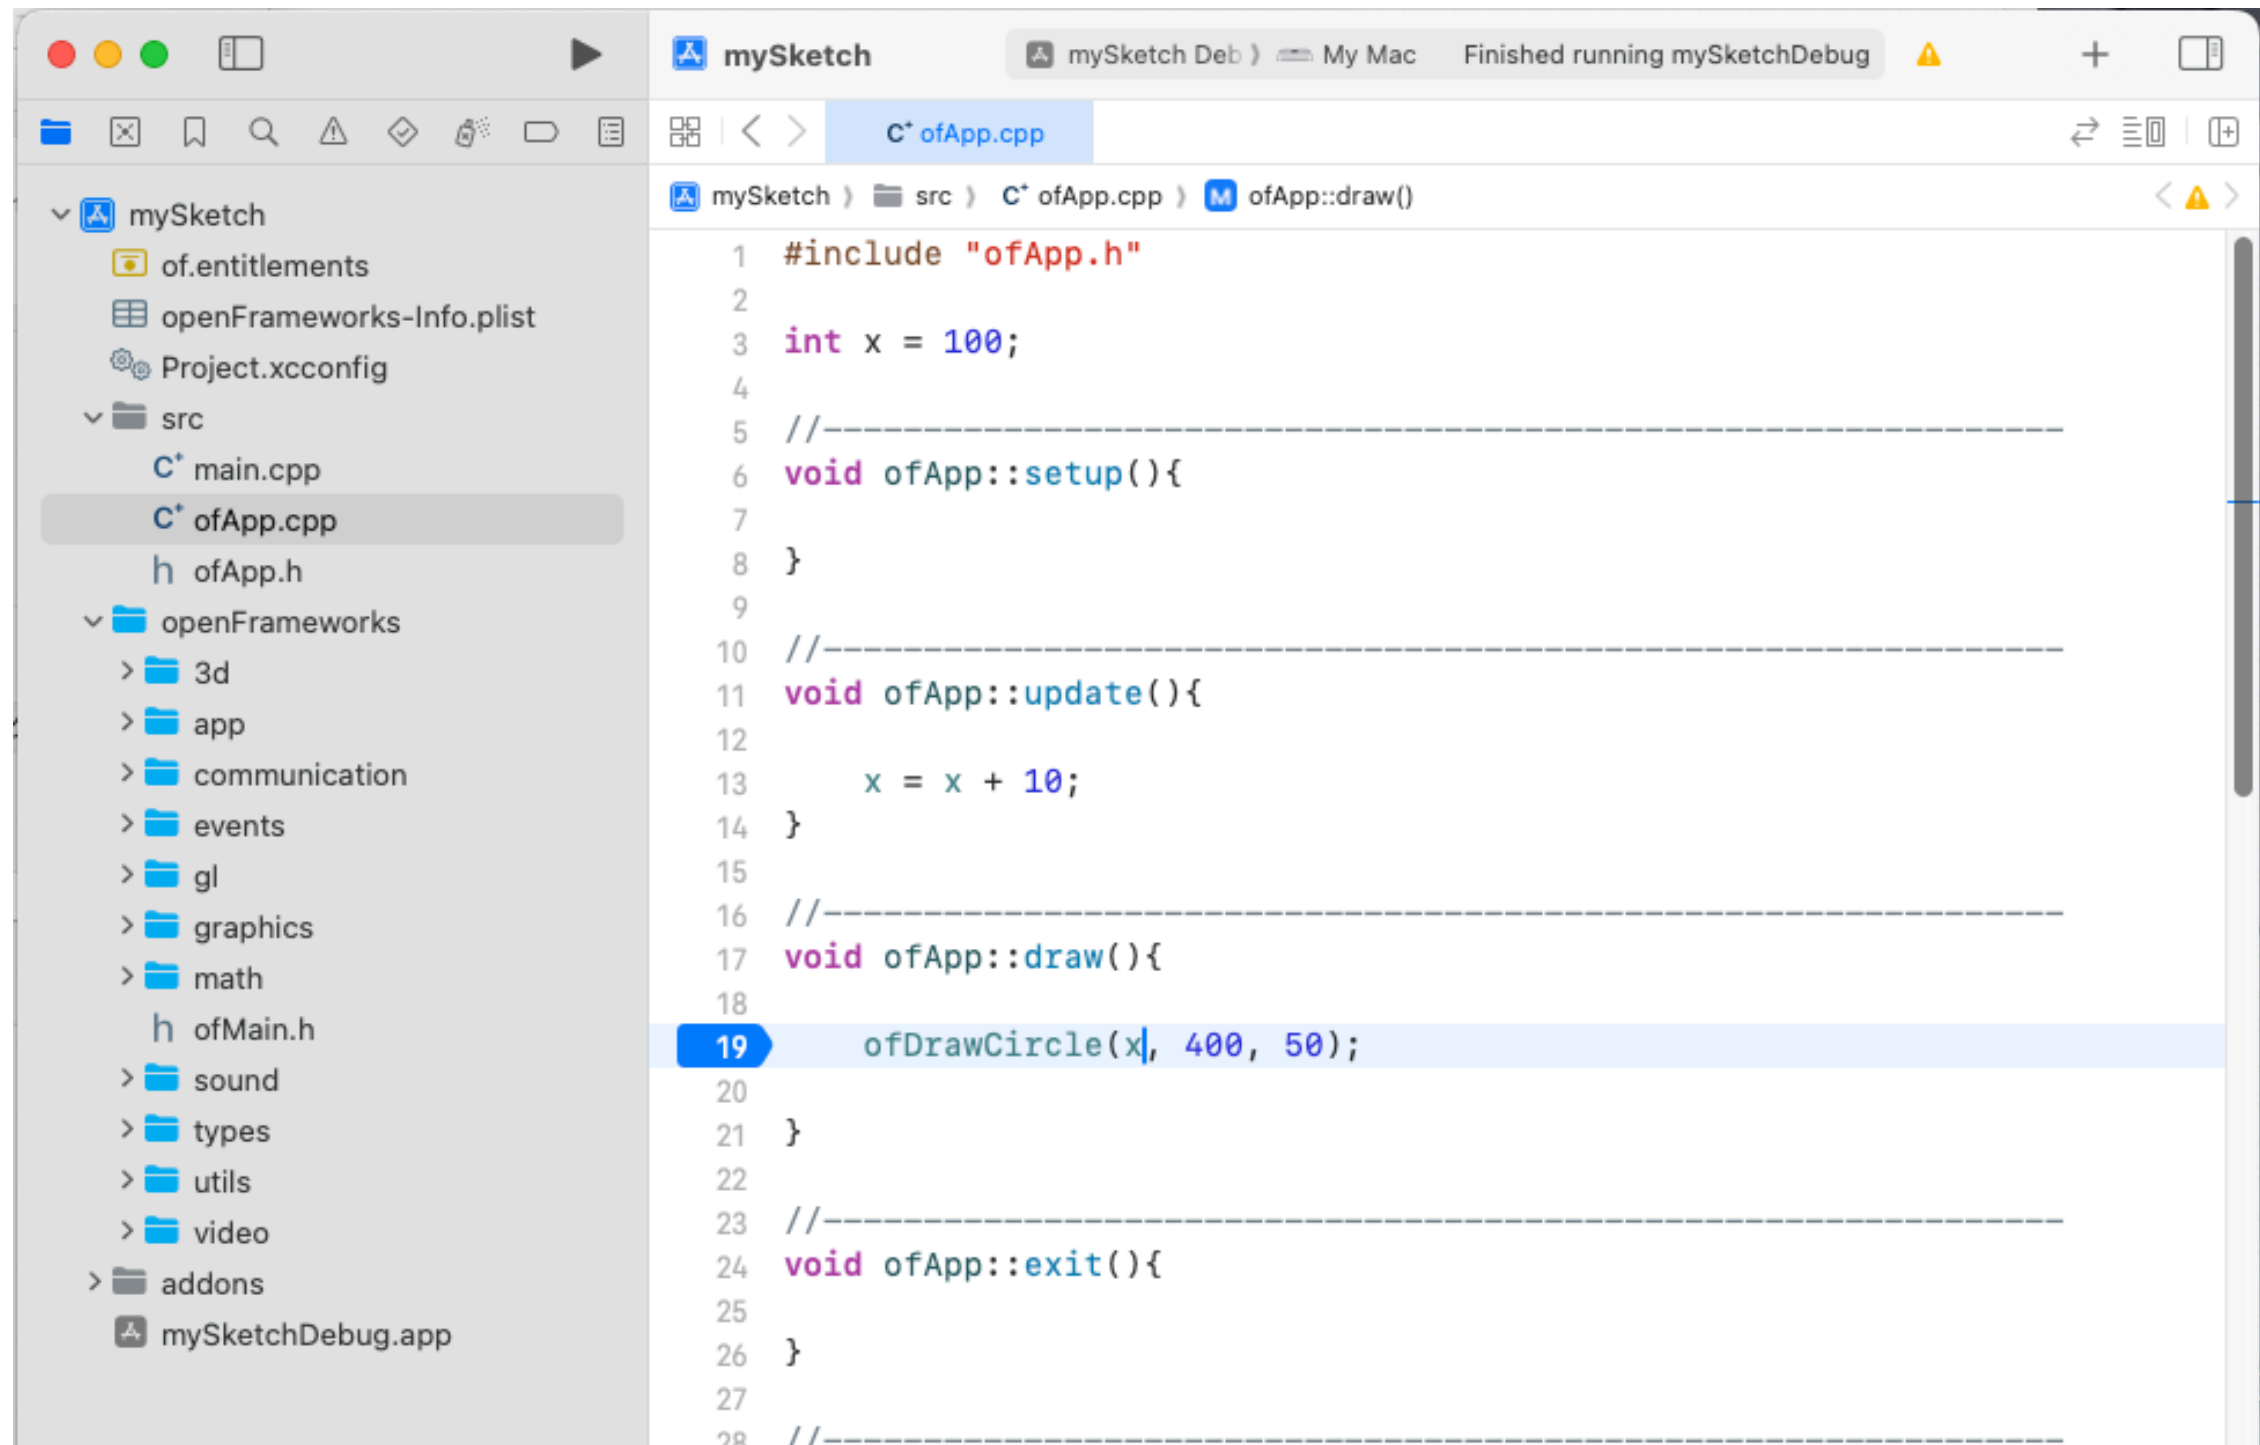 mySketch
mySketch Deb
My Mac
Finished running mySketchDebug
C+ ofApp.cpp
mySketch
src
C+ ofApp.cpp
M ofApp::draw()
mySketch
of.entitlements
openFrameworks-Info.plist
Project.xcconfig
src
C+ main.cpp
C+ ofApp.cpp
h ofApp.h
openFrameworks
3d
app
communication
events
gl
graphics
math
h ofMain.h
sound
types
utils
video
addons
mySketchDebug.app
1 #include "ofApp.h"
2
3 int x = 100;
4
5 //--------------------------------------------------------------
6 void ofApp::setup(){
7
8 }
9
10 //--------------------------------------------------------------
11 void ofApp::update(){
12
13 x = x + 10;
14 }
15
16 //--------------------------------------------------------------
17 void ofApp::draw(){
18
19 ofDrawCircle(x, 400, 50);
20
21 }
22
23 //--------------------------------------------------------------
24 void ofApp::exit(){
25
26 }
27
28 //--------------------------------------------------------------